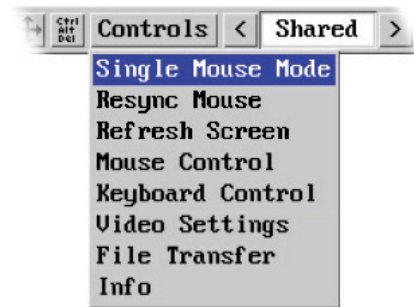 Ctrl Alt Del Controls < Shared >
Single Mouse Mode
Resync Mouse
Refresh Screen
Mouse Control
Keyboard Control
Video Settings
File Transfer
Info